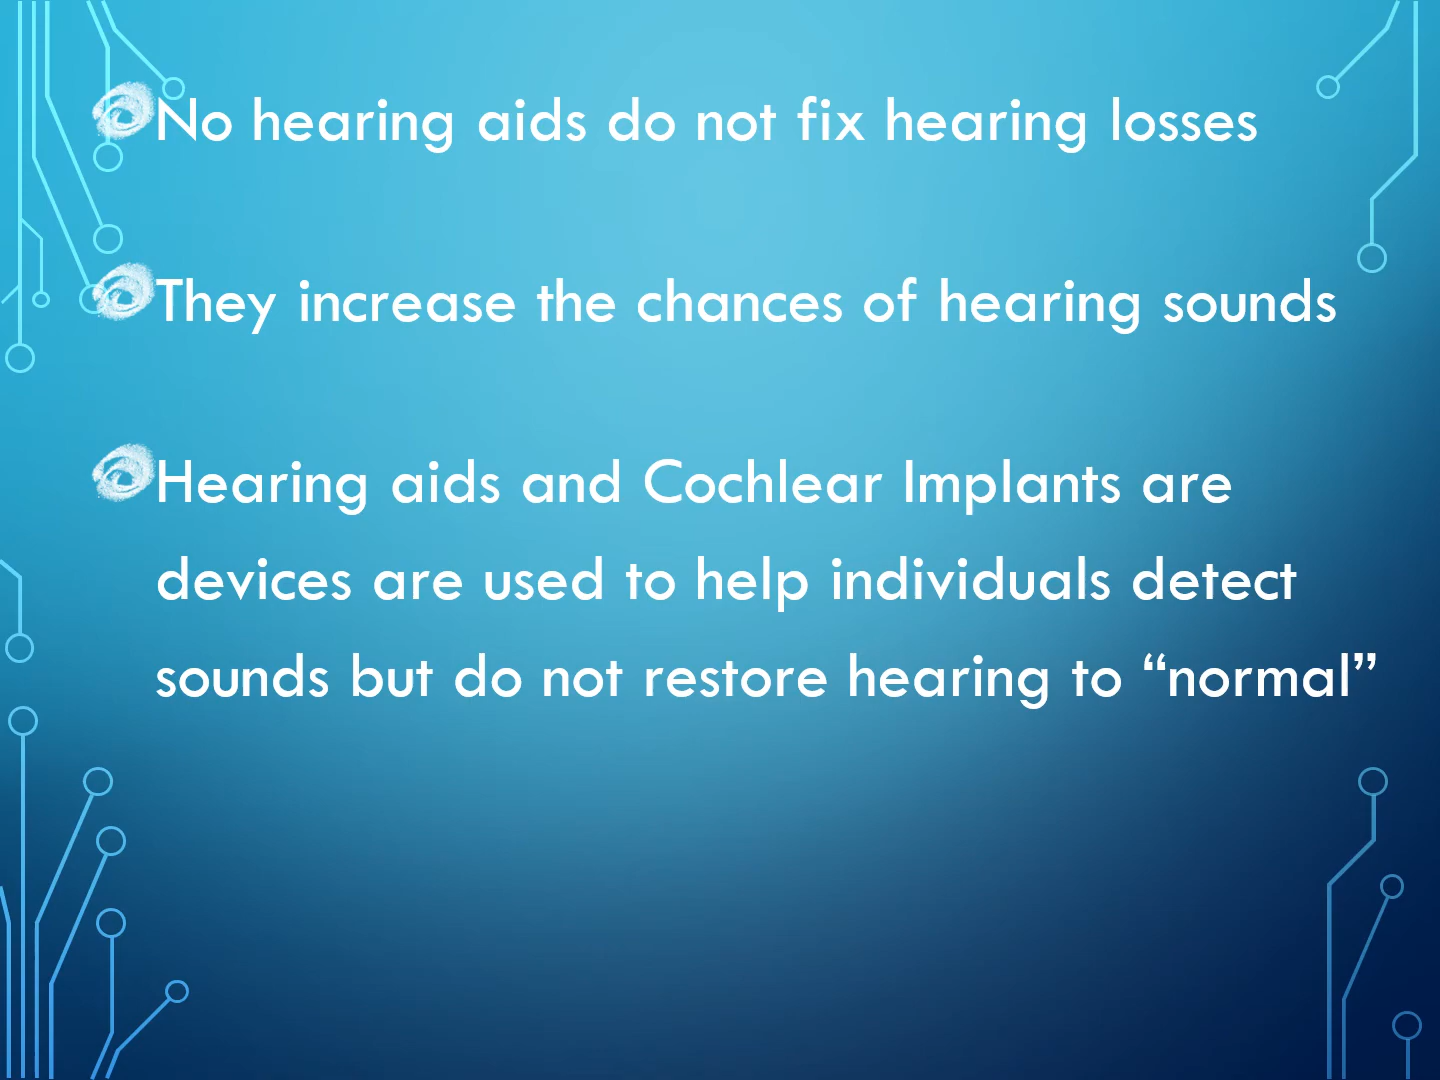 No hearing aids do not fix hearing losses
They increase the chances of hearing sounds
Hearing aids and Cochlear Implants are
devices are used to help individuals detect
sounds but do not restore hearing to “normal”